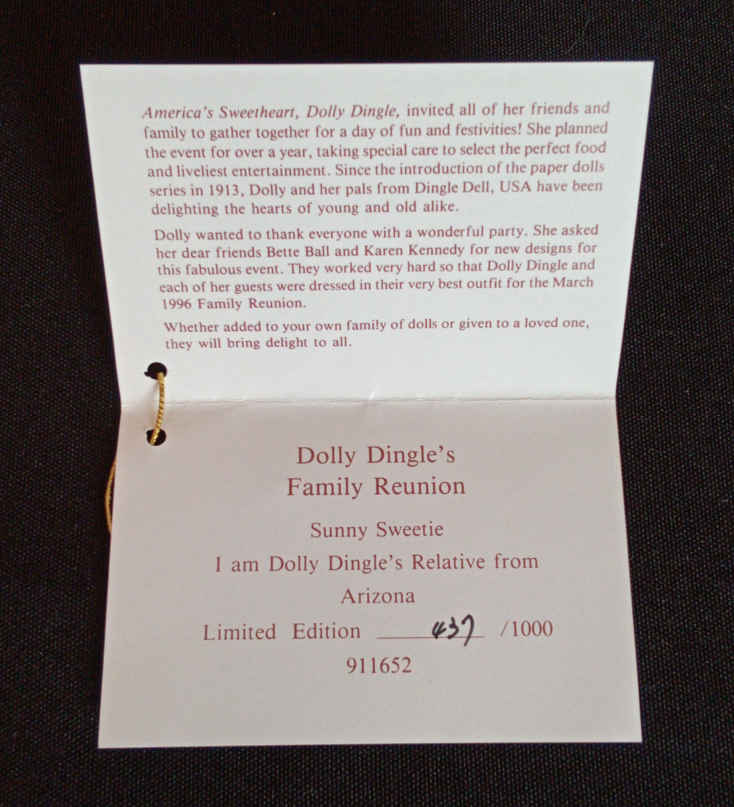 America's Sweetheart, Dolly Dingle, invited all of her friends and
family to gather together for a day of fun and festivities! She planned
the event for over a year, taking special care to select the perfect food
and liveliest entertainment. Since the introduction of the paper dolls
series in 1913, Dolly and her pals from Dingle Dell, USA have been
delighting the hearts of young and old alike.
Dolly wanted to thank everyone with a wonderful party. She asked
her dear friends Bette Ball and Karen Kennedy for new designs for
this fabulous event. They worked very hard so that Dolly Dingle and
each of her guests were dressed in their very best outfit for the March
1996 Family Reunion.
Whether added to your own family of dolls or given to a loved one,
they will bring delight to all.
Dolly Dingle's
Family Reunion
Sunny Sweetie
I am Dolly Dingle's Relative from
Arizona
Limited Edition 437 /1000
911652